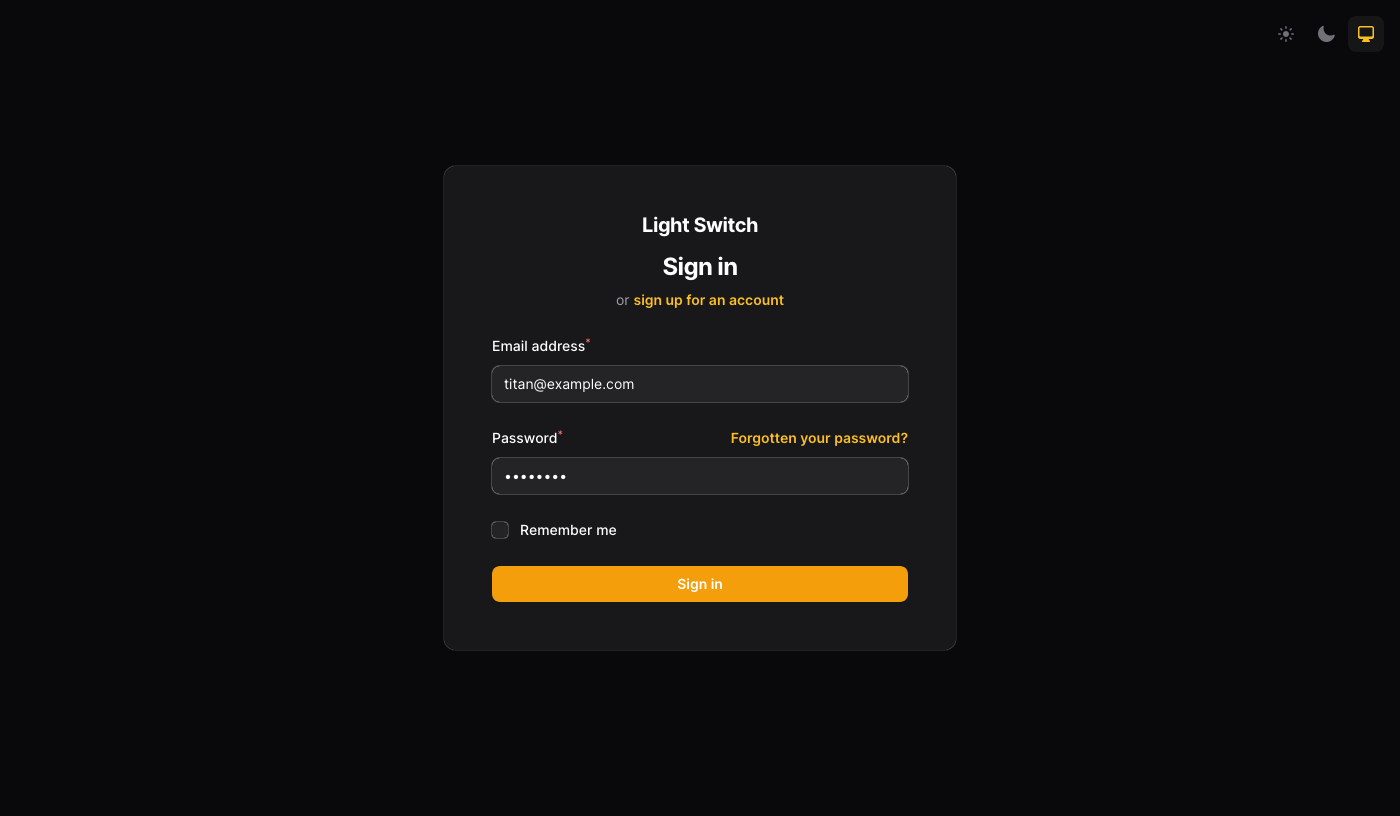 Light Switch
Sign in
or sign up for an account
Email address*
titan@example.com
Password* Forgotten your password?
••••••••
Remember me
Sign in